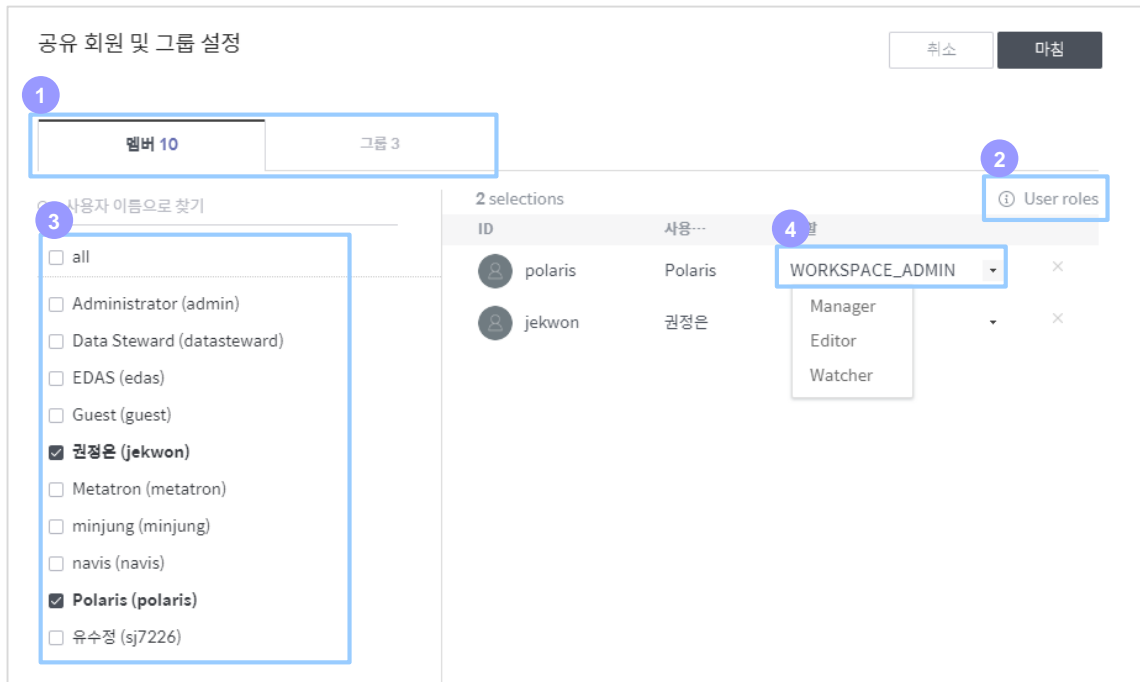 공유 회원 및 그룹 설정
취소
마침
1
멤버 10
그룹 3
2
사용자 이름으로 찾기
2 selections
User roles
3
ID
사용…
4
all
polaris
Polaris
WORKSPACE_ADMIN
Administrator (admin)
Manager
Data Steward (datasteward)
jekwon
권정은
Editor
EDAS (edas)
Watcher
Guest (guest)
권정은 (jekwon)
Metatron (metatron)
minjung (minjung)
navis (navis)
Polaris (polaris)
유수정 (sj7226)